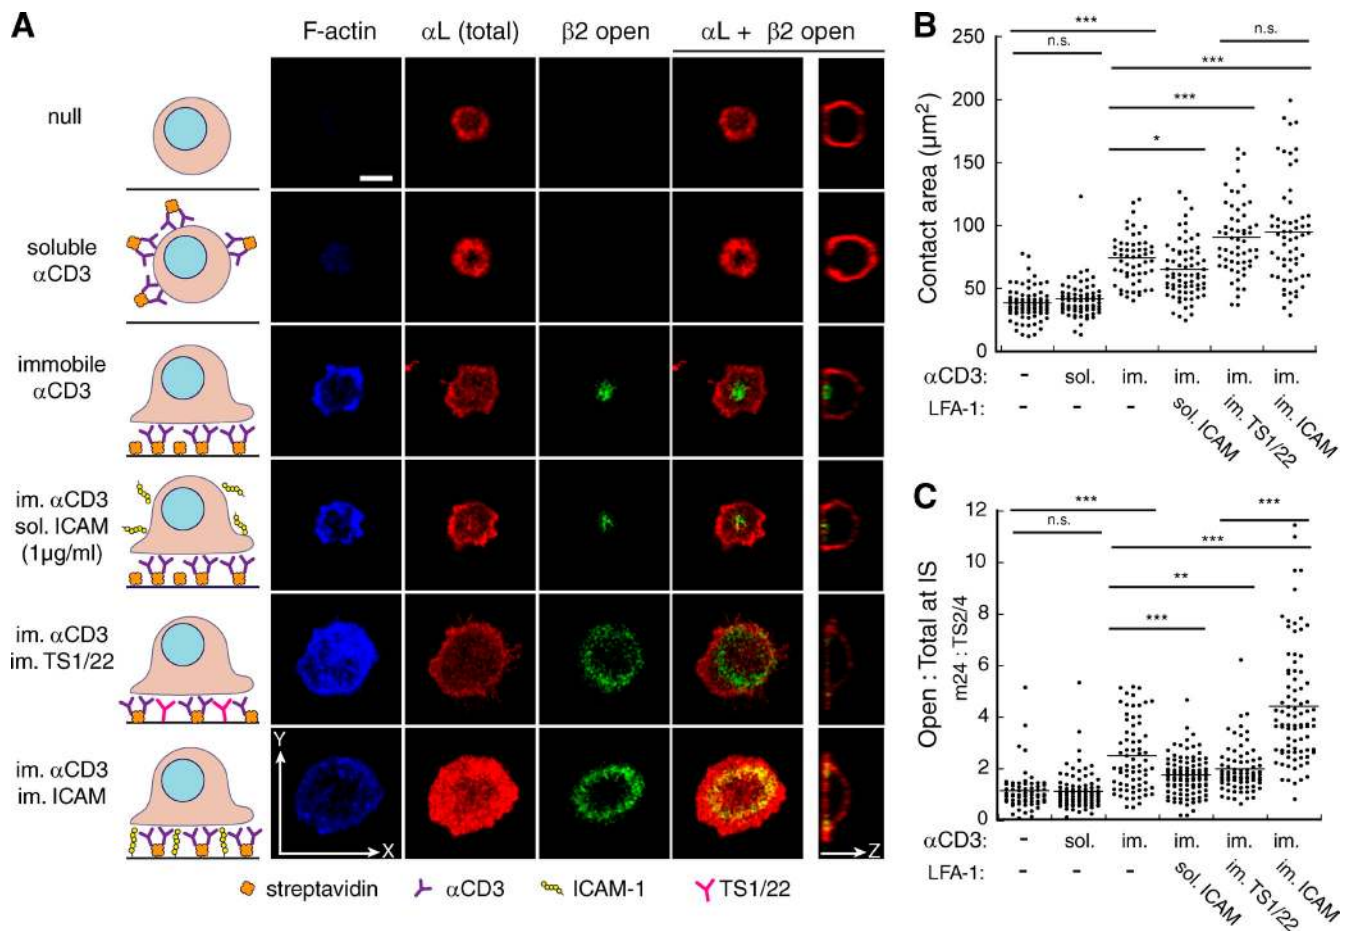 A
F-actin
αL (total)
β2 open
αL + β2 open
null
soluble
αCD3
immobile
αCD3
im. αCD3
sol. ICAM
(1µg/ml)
im. αCD3
im. TS1/22
im. αCD3
im. ICAM
Y
X
Z
streptavidin
αCD3
ICAM-1
TS1/22
B
***
n.s.
n.s.
***
***
*
Contact area (µm²)
250
200
150
100
50
0
αCD3: - sol. im. im. im. im.
LFA-1: - - - sol. ICAM im. TS1/22 im. ICAM
C
***
n.s.
***
***
**
***
Open : Total at IS
m24 : TS2/4
12
10
8
6
4
2
0
αCD3: - sol. im. im. im. im.
LFA-1: - - - sol. ICAM im. TS1/22 im. ICAM